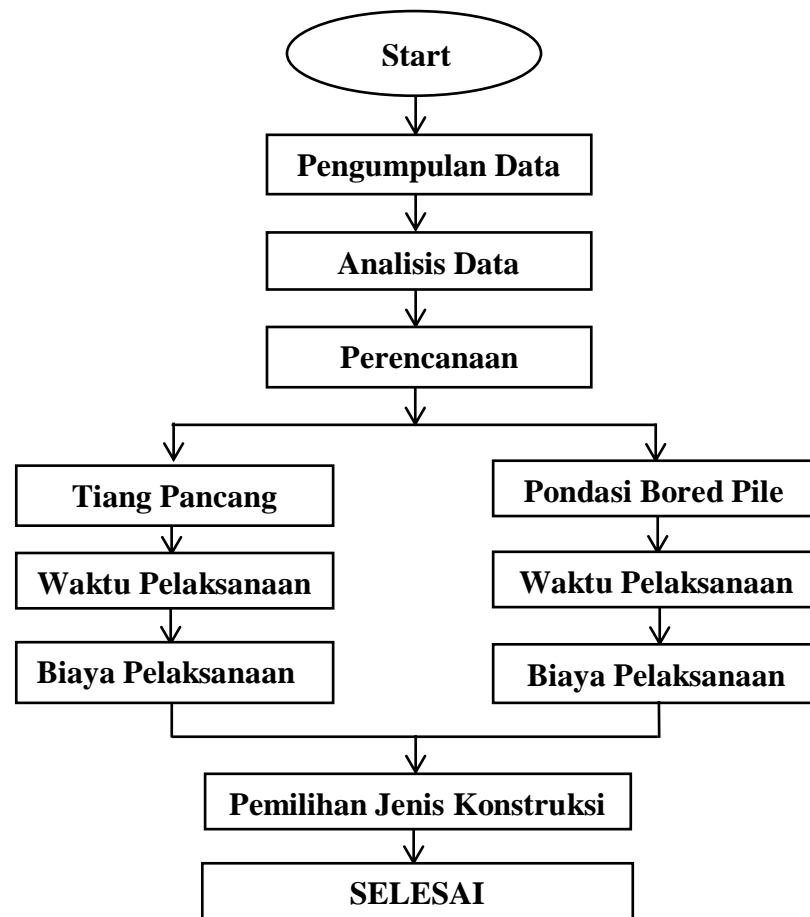 Start
Pengumpulan Data
Analisis Data
Perencanaan
Tiang Pancang
Waktu Pelaksanaan
Biaya Pelaksanaan
Pondasi Bored Pile
Waktu Pelaksanaan
Biaya Pelaksanaan
Pemilihan Jenis Konstruksi
SELESAI